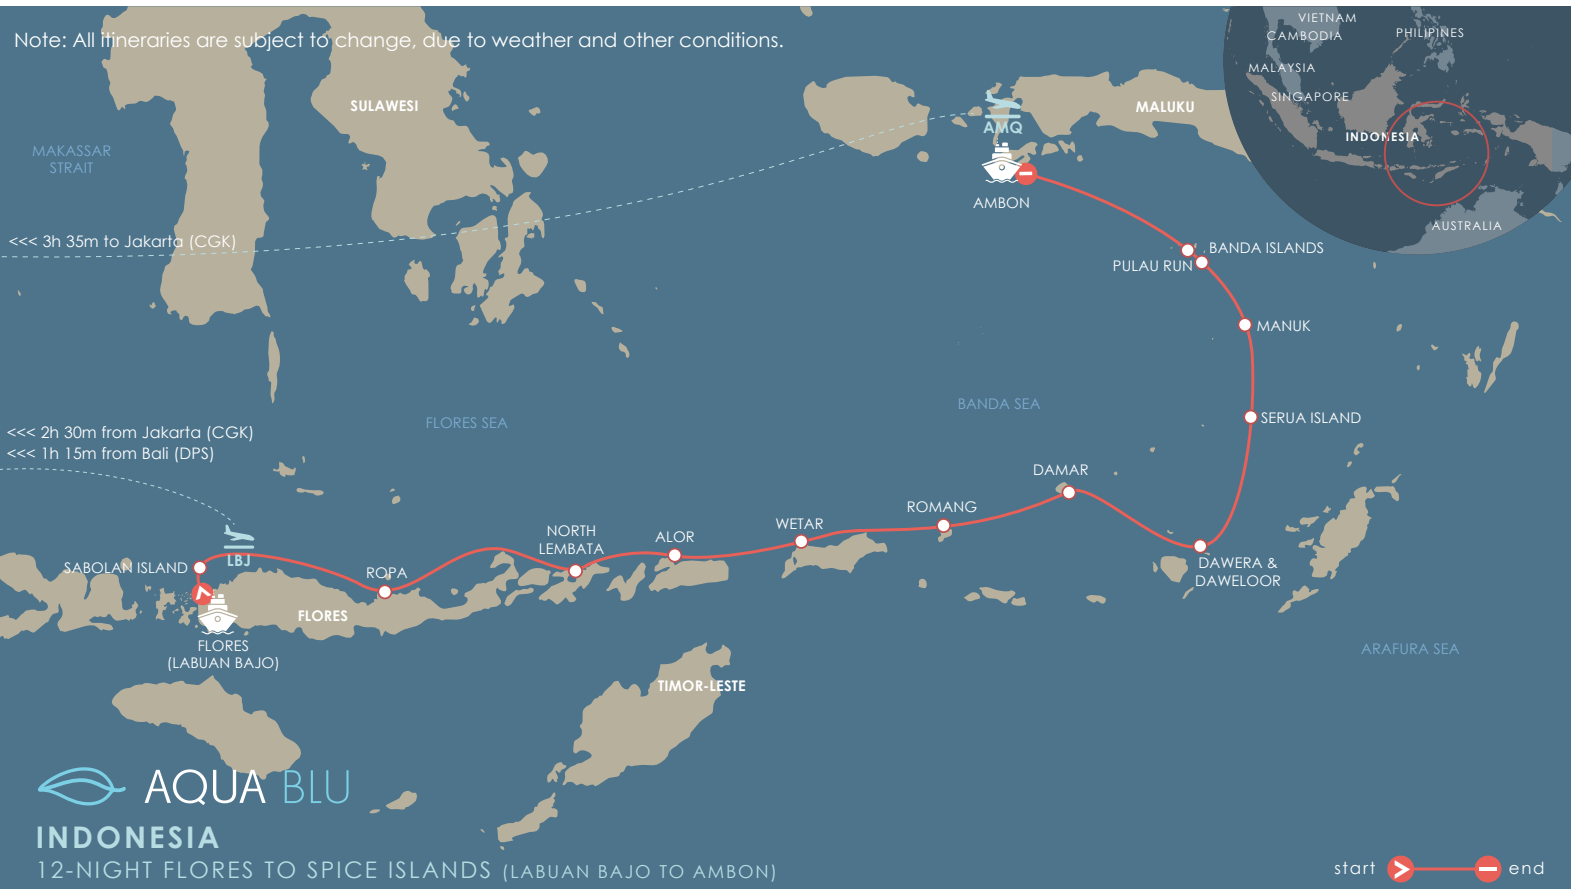 Note: All itineraries are subject to change, due to weather and other conditions.
VIETNAM
CAMBODIA
PHILIPINES
MALAYSIA
SINGAPORE
INDONESIA
AUSTRALIA
SULAWESI
MALUKU
MAKASSAR
STRAIT
AMQ
AMBON
<<< 3h 35m to Jakarta (CGK)
BANDA ISLANDS
PULAU RUN
MANUK
BANDA SEA
SERUA ISLAND
FLORES SEA
<<< 2h 30m from Jakarta (CGK)
<<< 1h 15m from Bali (DPS)
DAMAR
ROMANG
WETAR
ALOR
NORTH
LEMBATA
LBJ
SABOLAN ISLAND
ROPA
DAWERA &
DAWELOOR
FLORES
FLORES
(LABUAN BAJO)
ARAFURA SEA
TIMOR-LESTE
AQUA BLU
INDONESIA
12-NIGHT FLORES TO SPICE ISLANDS (LABUAN BAJO TO AMBON)
start
end